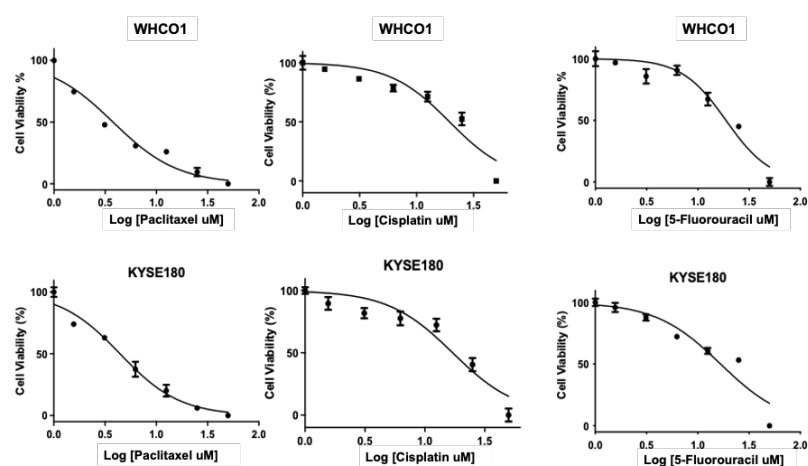 WHCO1
WHCO1
WHCO1
Cell Viability %
100
50
0
0.0 0.5 1.0 1.5 2.0
Log [Paclitaxel uM]
Cell Viability (%)
100
50
0
0.0 0.5 1.0 1.5
Log [Cisplatin uM]
Cell Viability (%)
100
50
0
0.0 0.5 1.0 1.5 2.0
Log [5-Fluorouracil uM]
KYSE180
KYSE180
KYSE180
Cell Viability (%)
100
50
0
0.0 0.5 1.0 1.5 2.0
Log [Paclitaxel uM]
Cell Viability (%)
100
50
0
0.0 0.5 1.0 1.5
Log [Cisplatin uM]
Cell Viability (%)
100
50
0
0.0 0.5 1.0 1.5 2.0
Log [5-Fluorouracil uM]